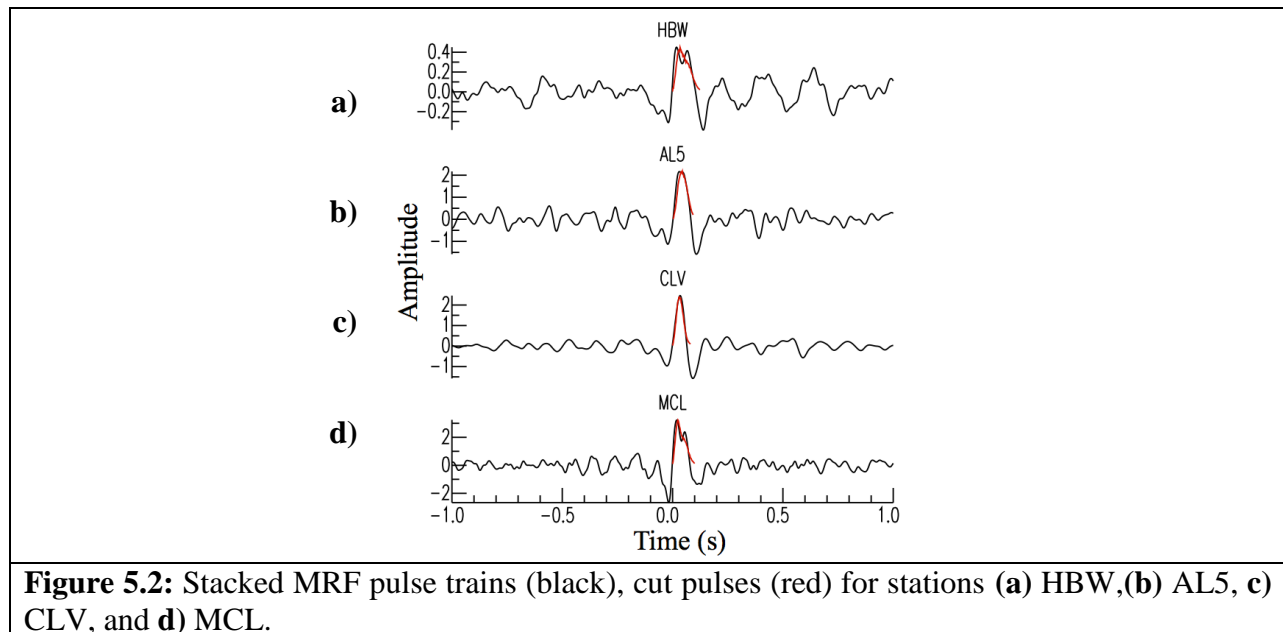 HBW
0.4
0.2
0.0
−0.2
a)
AL5
2
1
0
−1
b)
Amplitude
CLV
2
1
0
−1
c)
MCL
2
0
−2
d)
−1.0 −0.5 0.0 0.5 1.0
Time (s)
Figure 5.2: Stacked MRF pulse trains (black), cut pulses (red) for stations (a) HBW,(b) AL5, c)
CLV, and d) MCL.